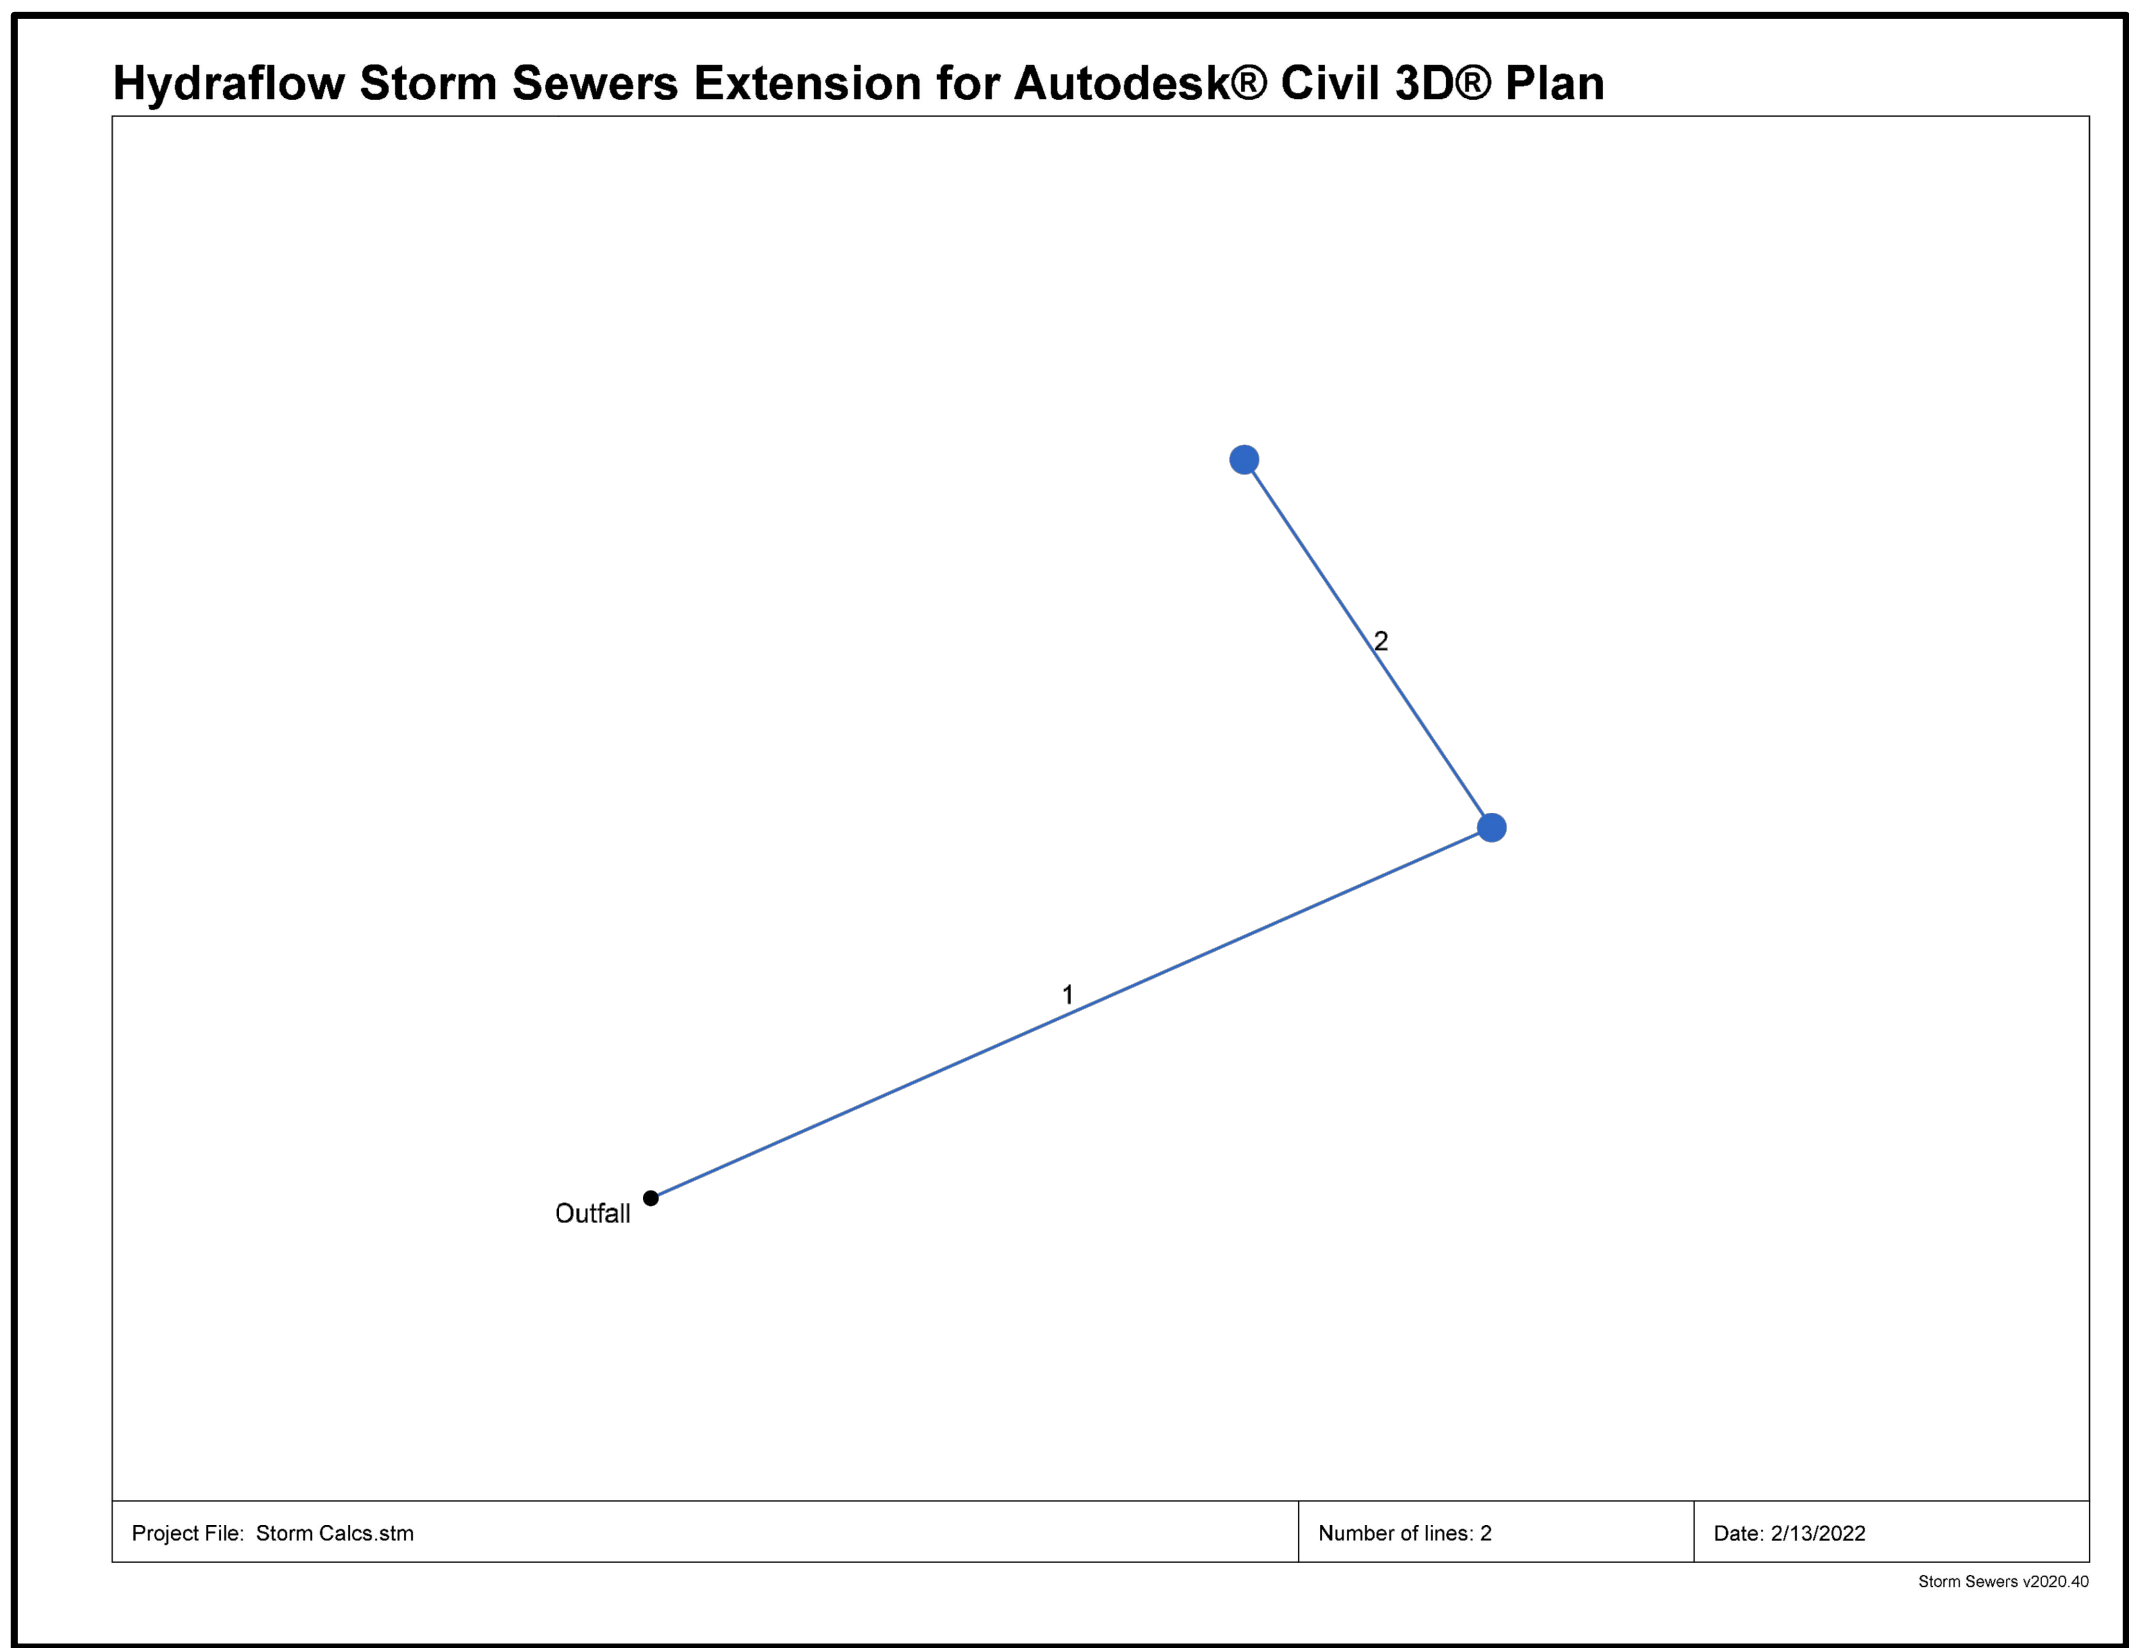 Hydraflow Storm Sewers Extension for Autodesk® Civil 3D® Plan
2
1
Outfall
Project File: Storm Calcs.stm
Number of lines: 2
Date: 2/13/2022
Storm Sewers v2020.40